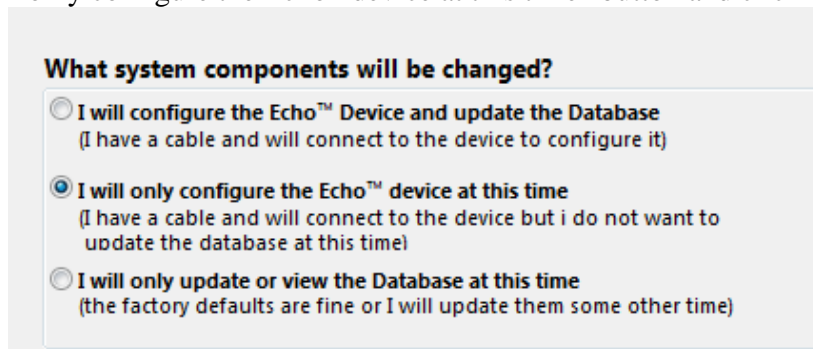 What system components will be changed?
I will configure the Echo™ Device and update the Database
(I have a cable and will connect to the device to configure it)
I will only configure the Echo™ device at this time
(I have a cable and will connect to the device but i do not want to
update the database at this time)
I will only update or view the Database at this time
(the factory defaults are fine or I will update them some other time)